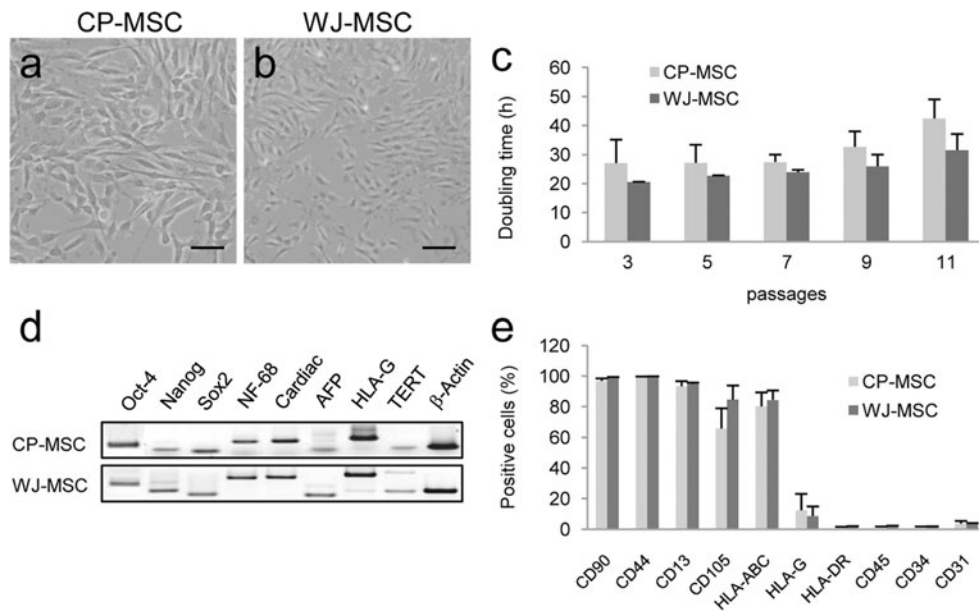 CP-MSC
WJ-MSC
a
b
c
60
50
40
30
20
10
0
Doubling time (h)
CP-MSC
WJ-MSC
3 5 7 9 11
passages
d
Oct-4 Nanog Sox2 NF-68 Cardiac AFP HLA-G TERT β-Actin
CP-MSC
WJ-MSC
e
120
100
80
60
40
20
0
Positive cells (%)
CP-MSC
WJ-MSC
CD90 CD44 CD13 CD105 HLA-ABC HLA-G HLA-DR CD45 CD34 CD31